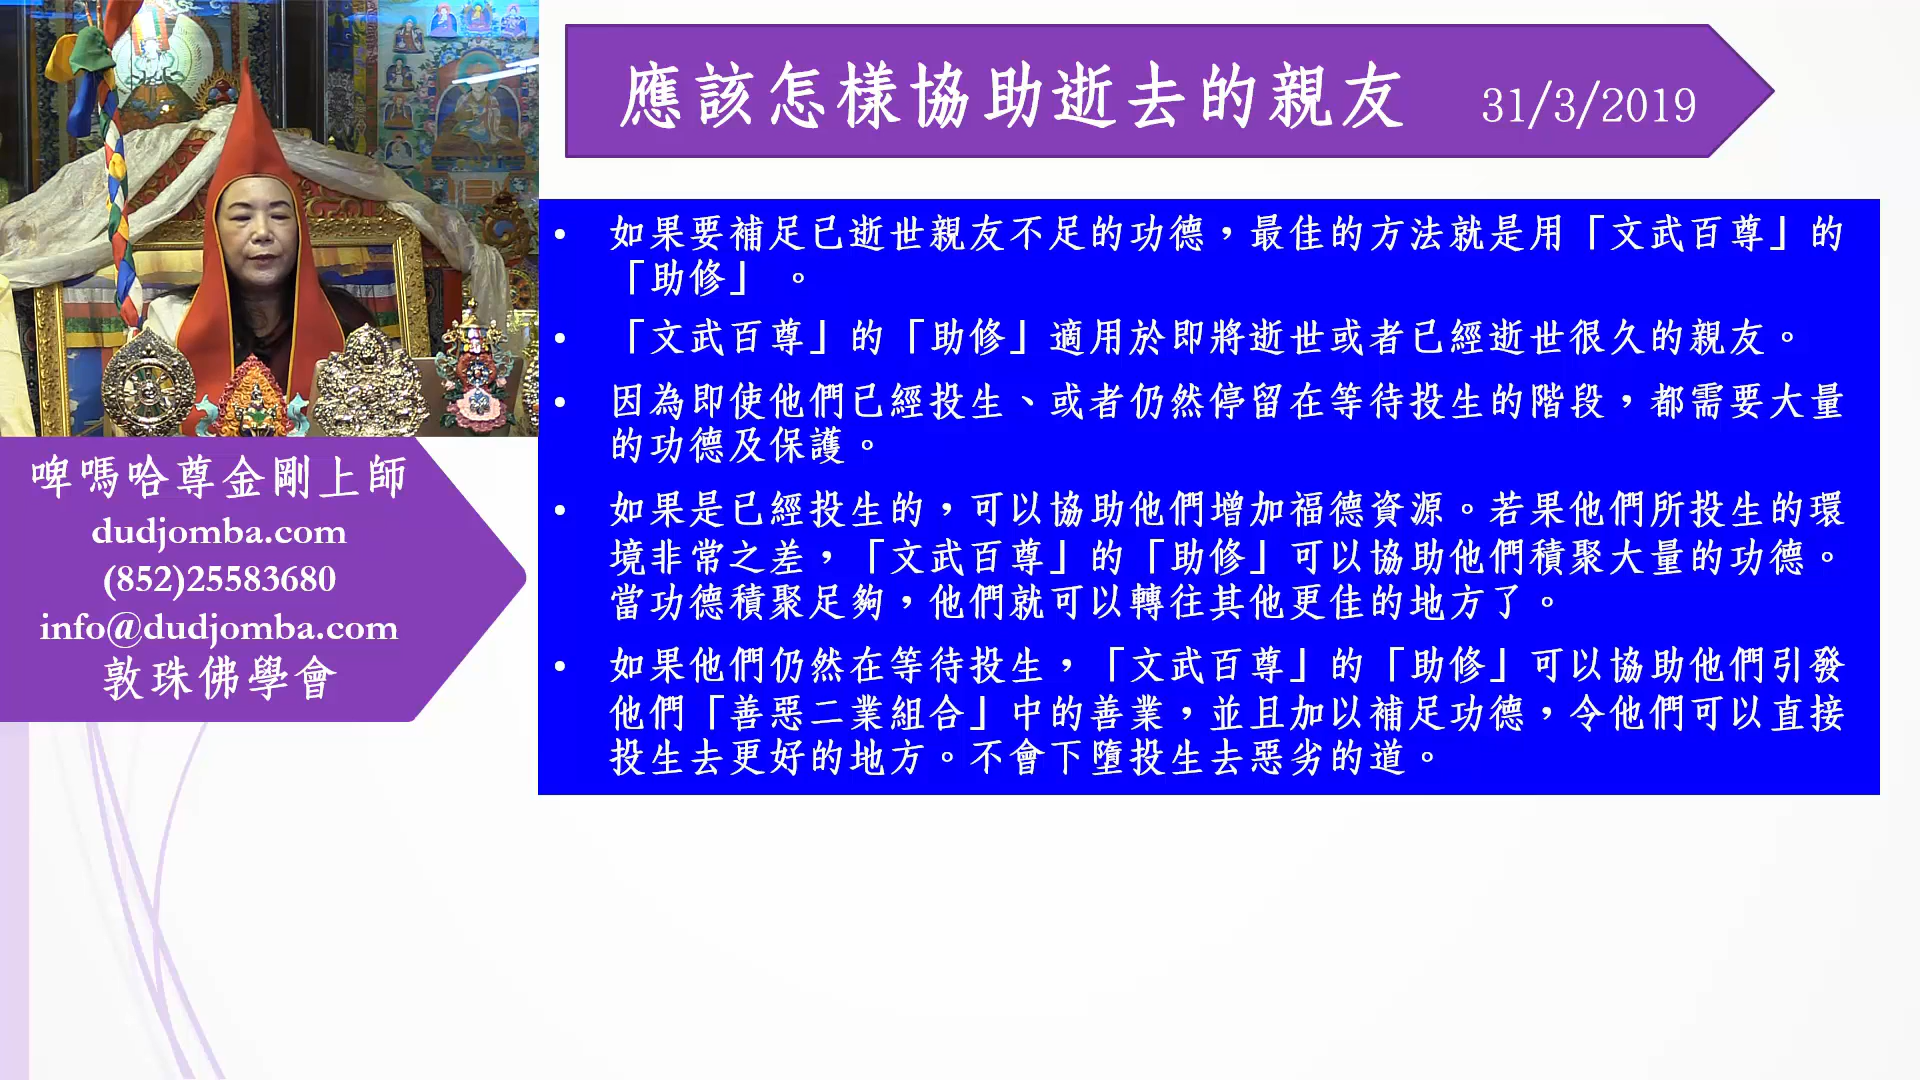 應該怎樣協助逝去的親友 31/3/2019
• 如果要補足已逝世親友不足的功德，最佳的方法就是用「文武百尊」的
「助修」 。
• 「文武百尊」的「助修」適用於即將逝世或者已經逝世很久的親友。
• 因為即使他們已經投生、或者仍然停留在等待投生的階段，都需要大量
的功德及保護。
• 如果是已經投生的，可以協助他們增加福德資源。若果他們所投生的環
境非常之差，「文武百尊」的「助修」可以協助他們積聚大量的功德。
當功德積聚足夠，他們就可以轉往其他更佳的地方了。
• 如果他們仍然在等待投生，「文武百尊」的「助修」可以協助他們引發
他們「善惡二業組合」中的善業，並且加以補足功德，令他們可以直接
投生去更好的地方。不會下墮投生去惡劣的道。
啤嗎哈尊金剛上師
dudjomba.com
(852)25583680
info@dudjomba.com
敦珠佛學會